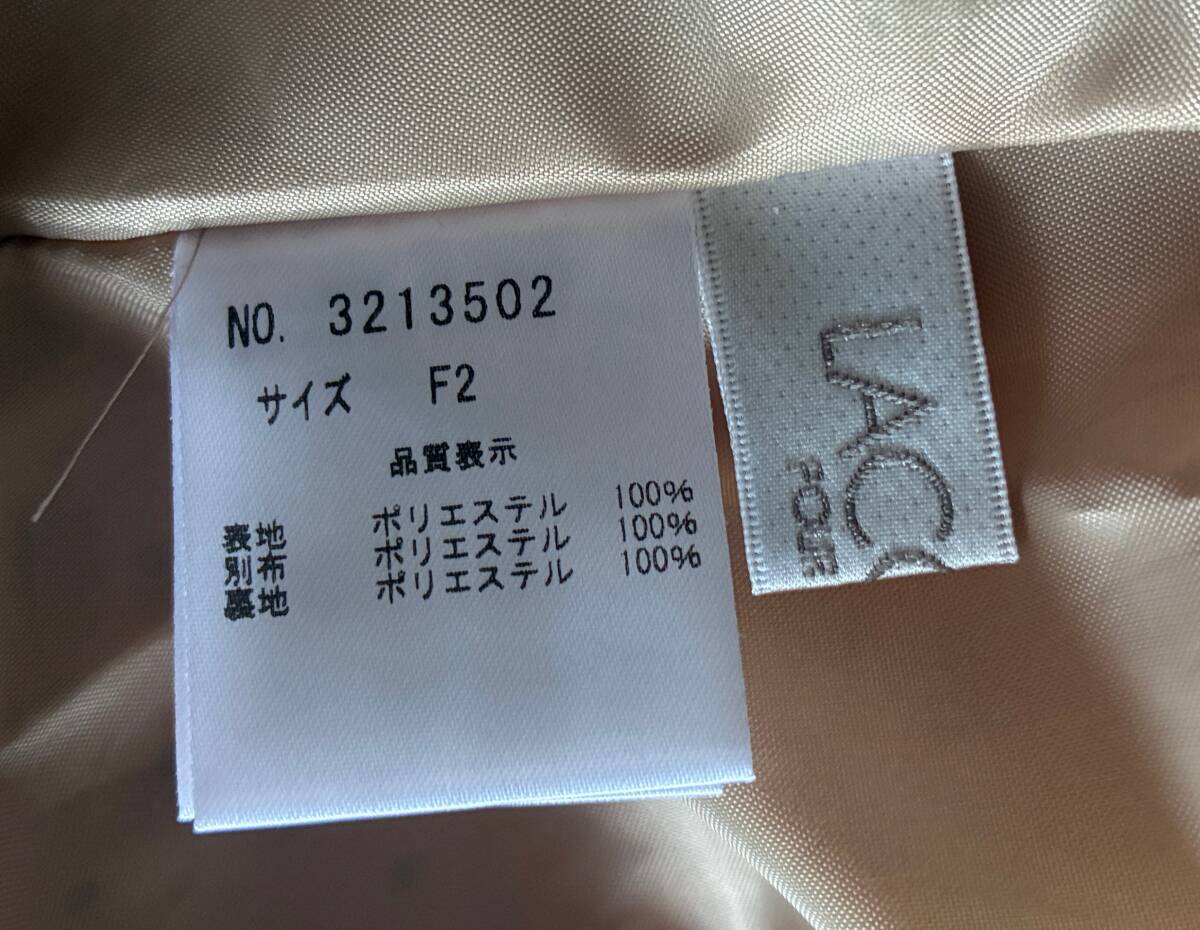 NO. 3213502
サイズ F2
品質表示
表地 ポリエステル 100%
別布 ポリエステル 100%
裏地 ポリエステル 100%
LAC
FOUR